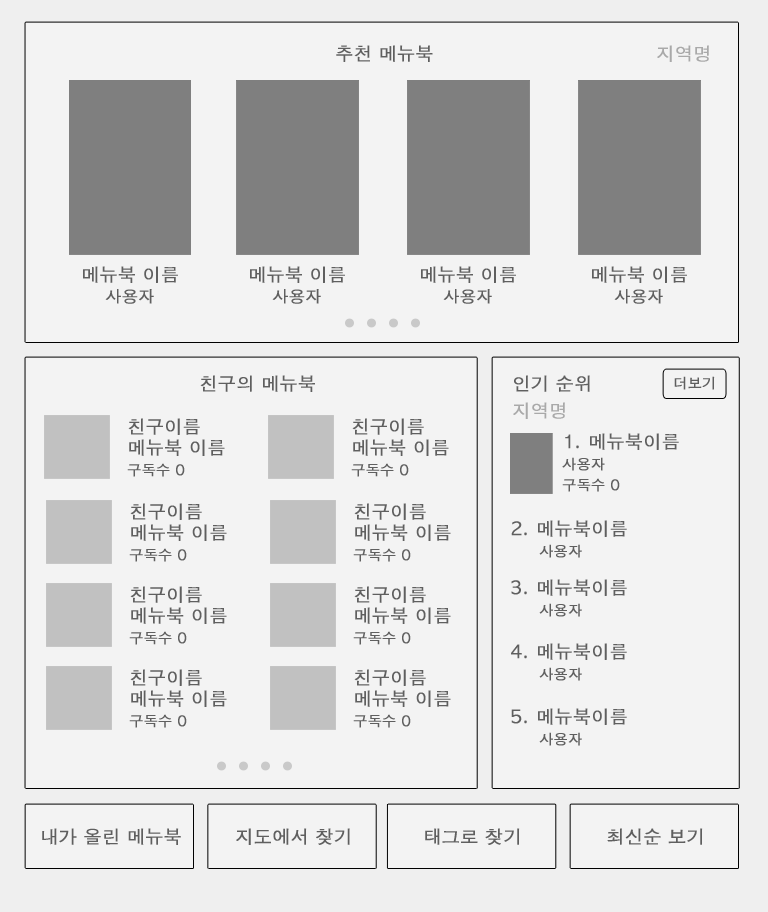 추천 메뉴북
지역명
메뉴북 이름
사용자
메뉴북 이름
사용자
메뉴북 이름
사용자
메뉴북 이름
사용자
친구의 메뉴북
친구이름
메뉴북 이름
구독수 0
친구이름
메뉴북 이름
구독수 0
친구이름
메뉴북 이름
구독수 0
친구이름
메뉴북 이름
구독수 0
친구이름
메뉴북 이름
구독수 0
친구이름
메뉴북 이름
구독수 0
친구이름
메뉴북 이름
구독수 0
친구이름
메뉴북 이름
구독수 0
인기 순위
더보기
지역명
1. 메뉴북이름
사용자
구독수 0
2. 메뉴북이름
사용자
3. 메뉴북이름
사용자
4. 메뉴북이름
사용자
5. 메뉴북이름
사용자
내가 올린 메뉴북
지도에서 찾기
태그로 찾기
최신순 보기